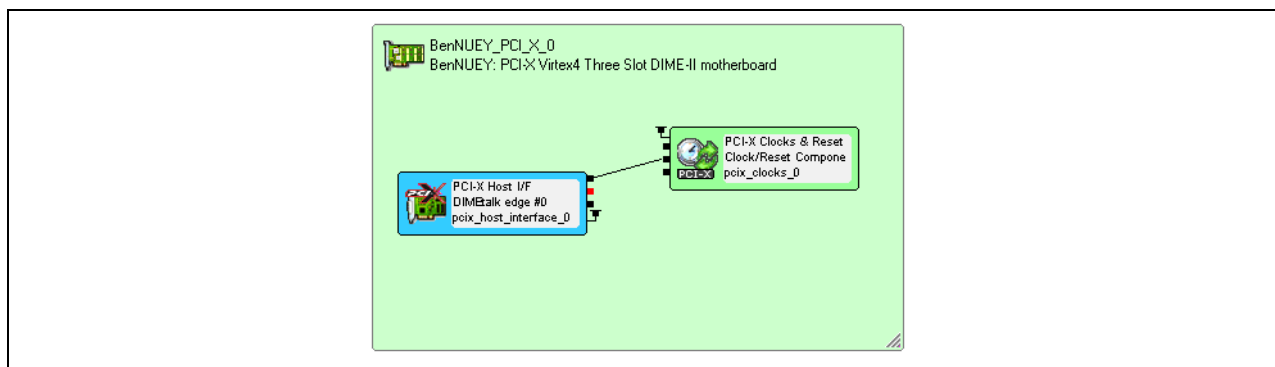 BenNUEY_PCI_X_0
BenNUEY: PCI-X Virtex4 Three Slot DIME-II motherboard
PCI-X Clocks & Reset
Clock/Reset Compone
PCI-X
pcix_clocks_0
PCI-X Host I/F
DIMEtalk edge #0
pcix_host_interface_0